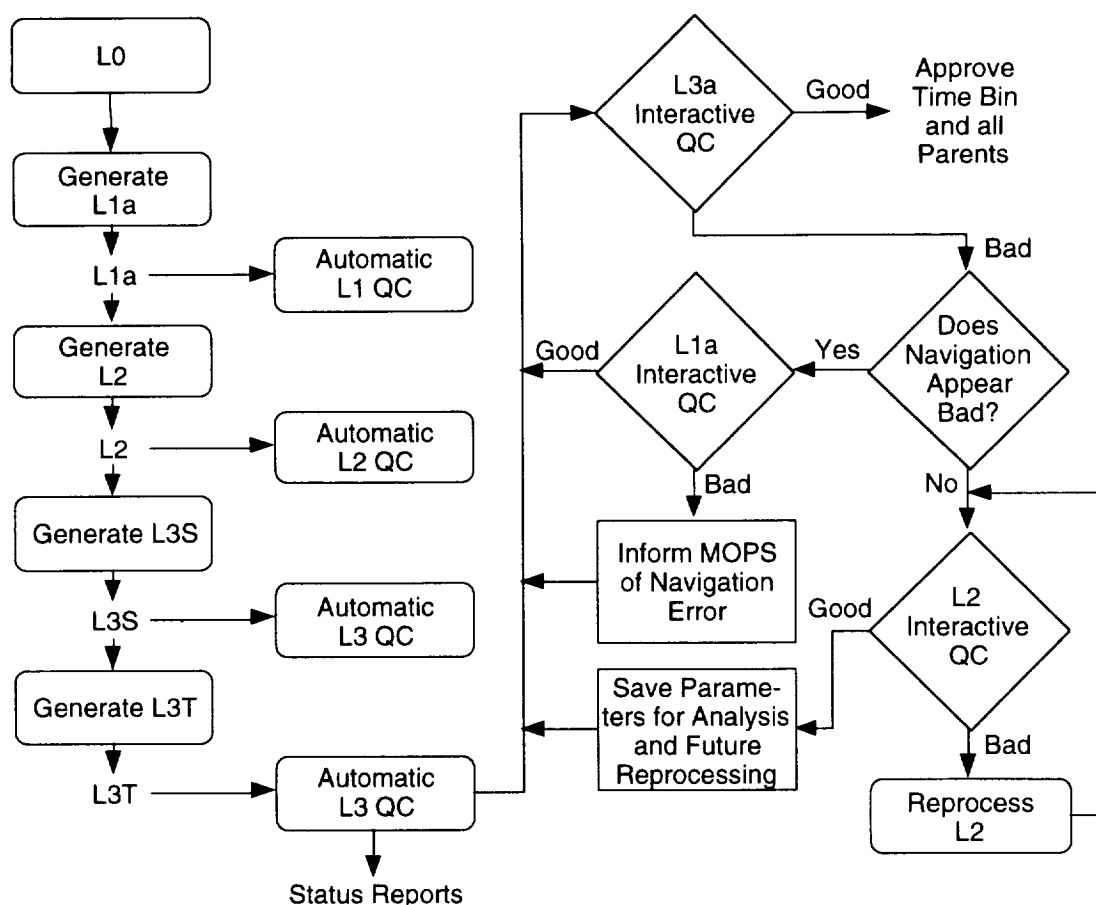 L0
Generate
L1a
L1a
Automatic
L1 QC
Generate
L2
L2
Automatic
L2 QC
Generate L3S
L3S
Automatic
L3 QC
Generate L3T
L3T
Automatic
L3 QC
Status Reports
L3a
Interactive
QC
Good
Approve
Time Bin
and all
Parents
Bad
Does
Navigation
Appear
Bad?
Yes
L1a
Interactive
QC
Good
Bad
Inform MOPS
of Navigation
Error
No
L2
Interactive
QC
Good
Save Parame-
ters for Analysis
and Future
Reprocessing
Bad
Reprocess
L2